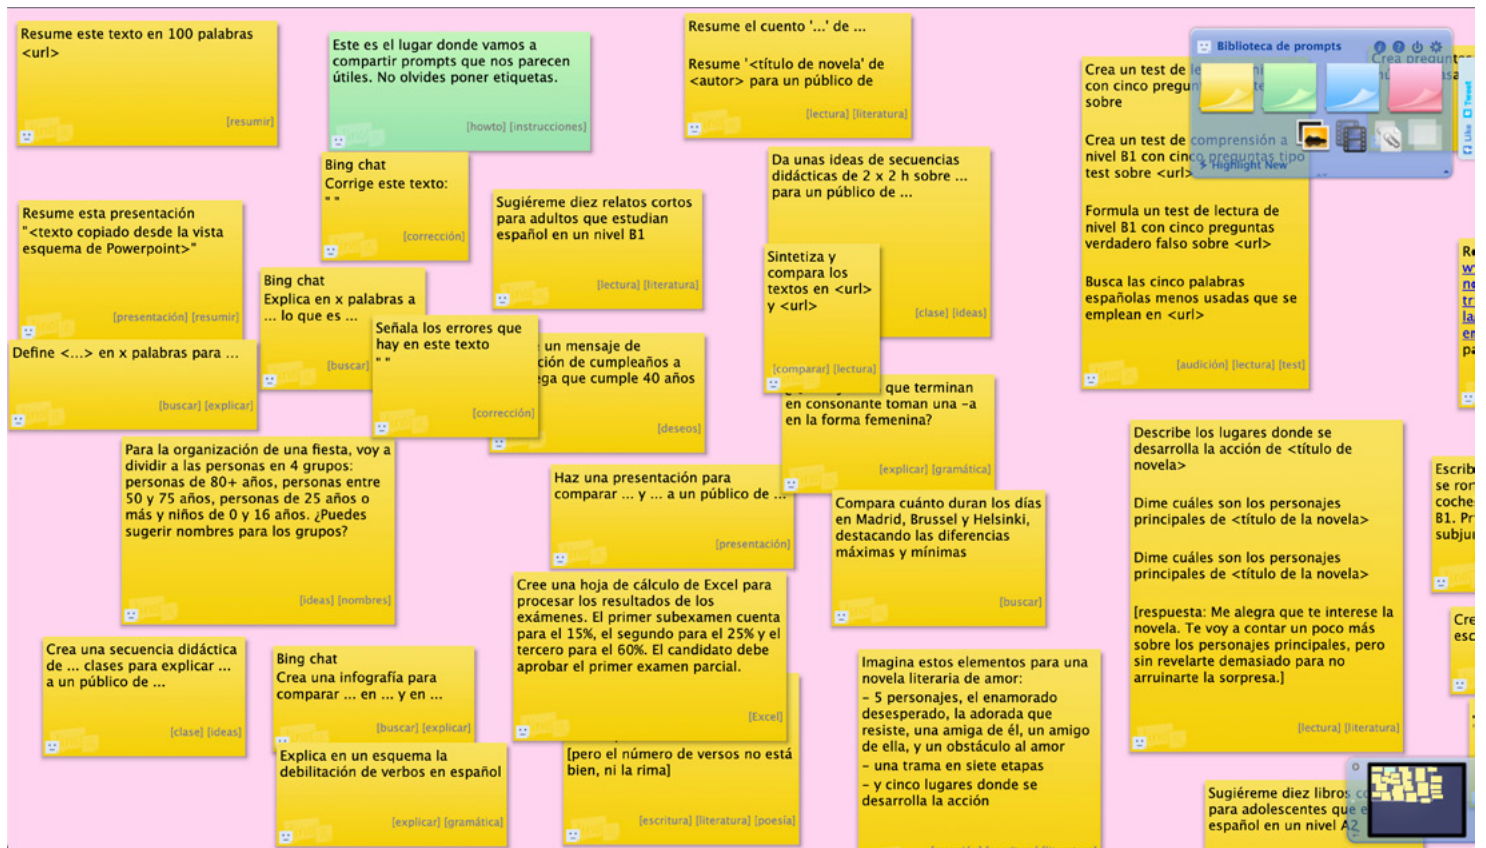 Resume este texto en 100 palabras
<url>
[resumir]
Este es el lugar donde vamos a
compartir prompts que nos parecen
útiles. No olvides poner etiquetas.
[howto] [instrucciones]
Resume el cuento '...' de ...
Resume '<título de novela' de
<autor> para un público de
[lectura] [literatura]
Biblioteca de prompts
Highlight New
Like
Tweet
Crea un test de
con cinco
sobre
Crea un test de comprensión a
nivel B1 con cinco preguntas tipo
test sobre <url>
Formula un test de lectura de
nivel B1 con cinco preguntas
verdadero falso sobre <url>
Busca las cinco palabras
españolas menos usadas que se
emplean en <url>
[audición] [lectura] [test]
Bing chat
Corrige este texto:
" "
[corrección]
Da unas ideas de secuencias
didácticas de 2 x 2 h sobre ...
para un público de ...
[clase] [ideas]
Resume esta presentación
"<texto copiado desde la vista
esquema de Powerpoint>"
[presentación] [resumir]
Sugiéreme diez relatos cortos
para adultos que estudian
español en un nivel B1
[lectura] [literatura]
Sintetiza y
compara los
textos en <url>
y <url>
[comparar] [lectura]
Bing chat
Explica en x palabras a
... lo que es ...
[buscar]
Señala los errores que
hay en este texto
" "
[corrección]
un mensaje de
ción de cumpleaños a
ega que cumple 40 años
[deseos]
Define <...> en x palabras para ...
[buscar] [explicar]
que terminan
en consonante toman una -a
en la forma femenina?
[explicar] [gramática]
Para la organización de una fiesta, voy a
dividir a las personas en 4 grupos:
personas de 80+ años, personas entre
50 y 75 años, personas de 25 años o
más y niños de 0 y 16 años. ¿Puedes
sugerir nombres para los grupos?
[ideas] [nombres]
Haz una presentación para
comparar ... y ... a un público de ...
[presentación]
Compara cuánto duran los días
en Madrid, Brussel y Helsinki,
destacando las diferencias
máximas y mínimas
[buscar]
Describe los lugares donde se
desarrolla la acción de <título de
novela>
Dime cuáles son los personajes
principales de <título de la novela>
Dime cuáles son los personajes
principales de <título de la novela>
[respuesta: Me alegra que te interese la
novela. Te voy a contar un poco más
sobre los personajes principales, pero
sin revelarte demasiado para no
arruinarte la sorpresa.]
[lectura] [literatura]
Escrib
se ror
coche
B1. Pr
subju
Cree una hoja de cálculo de Excel para
procesar los resultados de los
exámenes. El primer subexamen cuenta
para el 15%, el segundo para el 25% y el
tercero para el 60%. El candidato debe
aprobar el primer examen parcial.
[Excel]
Crea una secuencia didáctica
de ... clases para explicar ...
a un público de ...
[clase] [ideas]
Bing chat
Crea una infografía para
comparar ... en ... y en ...
[buscar] [explicar]
Cre
esc
Imagina estos elementos para una
novela literaria de amor:
- 5 personajes, el enamorado
desesperado, la adorada que
resiste, una amiga de él, un amigo
de ella, y un obstáculo al amor
- una trama en siete etapas
- y cinco lugares donde se
desarrolla la acción
Explica en un esquema la
debilitación de verbos en español
[explicar] [gramática]
[pero el número de versos no está
bien, ni la rima]
[escritura] [literatura] [poesía]
Sugiéreme diez libros
para adolescentes que
español en un nivel A2